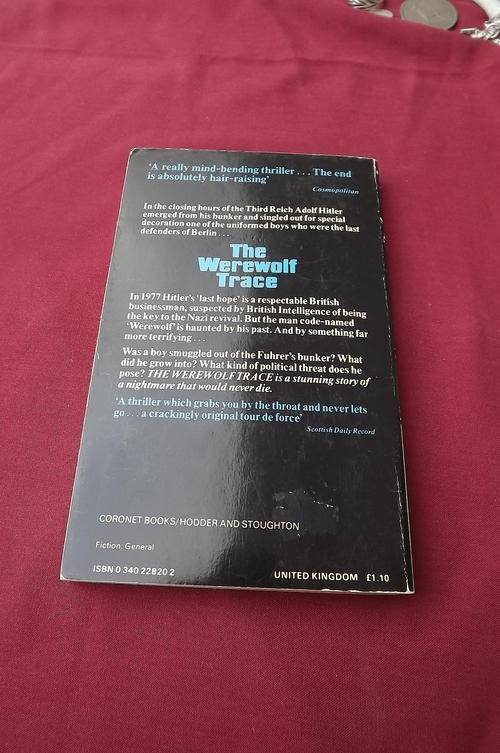 'A really mind-bending thriller . . . The end
is absolutely hair-raising'
Cosmopolitan
In the closing hours of the Third Reich Adolf Hitler
emerged from his bunker and singled out for special
decoration one of the uniformed boys who were the last
defenders of Berlin . . .
The
Werewolf
Trace
In 1977 Hitler's 'last hope' is a respectable British
businessman, suspected by British Intelligence of being
the key to the Nazi revival. But the man code-named
'Werewolf' is haunted by his past. And by something far
more terrifying . . .
Was a boy smuggled out of the Fuhrer's bunker? What
did he grow into? What kind of political threat does he
pose? THE WEREWOLF TRACE is a stunning story of
a nightmare that would never die.
'A thriller which grabs you by the throat and never lets
go . . . a crackingly original tour de force'
Scottish Daily Record
CORONET BOOKS/HODDER AND STOUGHTON
Fiction: General
ISBN 0 340 22820 2
UNITED KINGDOM £1.10